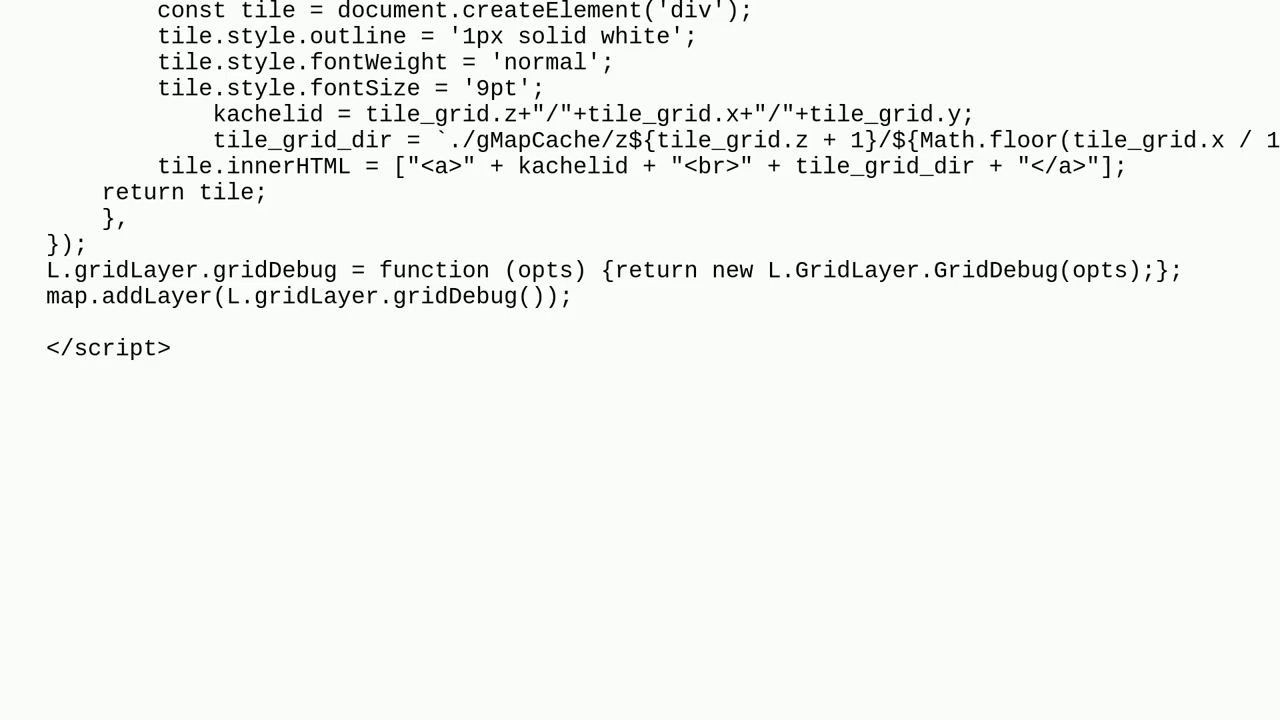 const tile = document.createElement('div');
tile.style.outline = '1px solid white';
tile.style.fontWeight = 'normal';
tile.style.fontSize = '9pt';
kachelid = tile_grid.z+"/"+tile_grid.x+"/"+tile_grid.y;
tile_grid_dir = `./gMapCache/z${tile_grid.z + 1}/${Math.floor(tile_grid.x / 1
tile.innerHTML = ["<a>" + kachelid + "<br>" + tile_grid_dir + "</a>"];
return tile;
},
});
L.gridLayer.gridDebug = function (opts) {return new L.GridLayer.GridDebug(opts);};
map.addLayer(L.gridLayer.gridDebug());
</script>